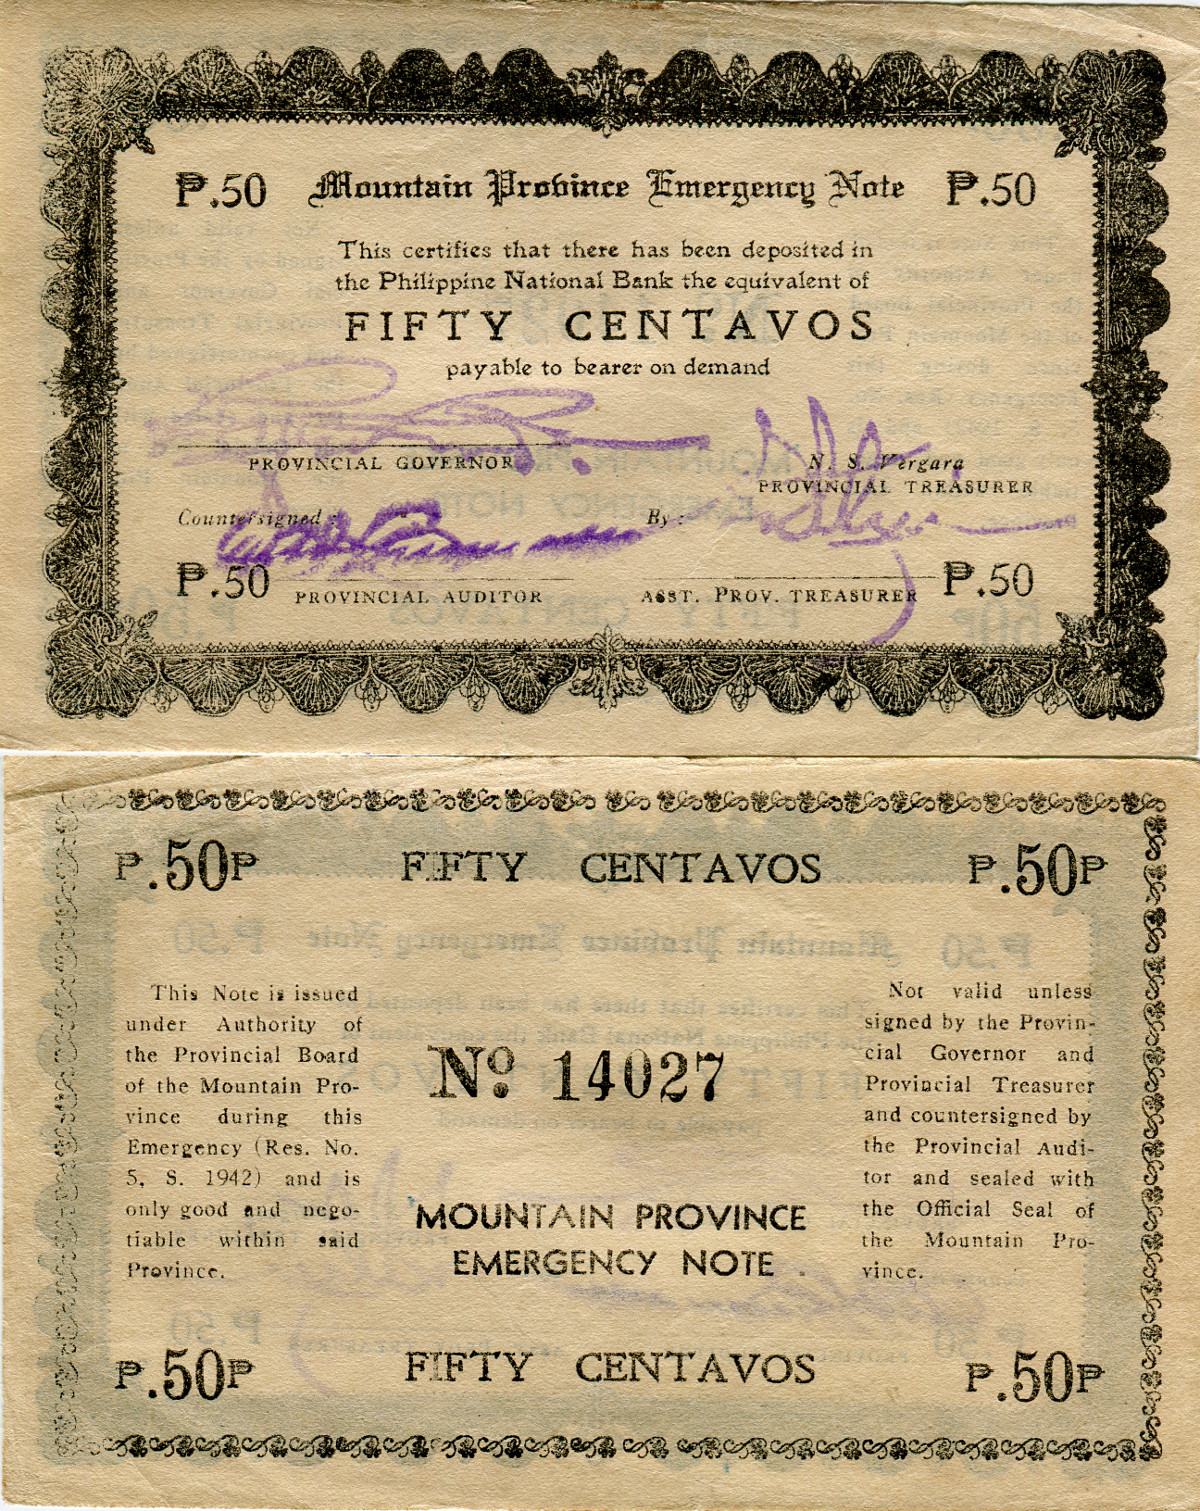 ₱.50 Mountain Province Emergency Note ₱.50
This certifies that there has been deposited in
the Philippine National Bank the equivalent of
FIFTY CENTAVOS
payable to bearer on demand
PROVINCIAL GOVERNOR
N. S. Vergara
PROVINCIAL TREASURER
Countersigned :
By :
₱.50 ₱.50
PROVINCIAL AUDITOR
ASST. PROV. TREASURER
₱.50₱ FIFTY CENTAVOS ₱.50₱
This Note is issued
under Authority of
the Provincial Board
of the Mountain Pro-
vince during this
Emergency (Res. No.
5, S. 1942) and is
only good and nego-
tiable within said
Province.
Nº 14027
MOUNTAIN PROVINCE
EMERGENCY NOTE
Not valid unless
signed by the Provin-
cial Governor and
Provincial Treasurer
and countersigned by
the Provincial Audi-
tor and sealed with
the Official Seal of
the Mountain Pro-
vince.
₱.50₱ FIFTY CENTAVOS ₱.50₱